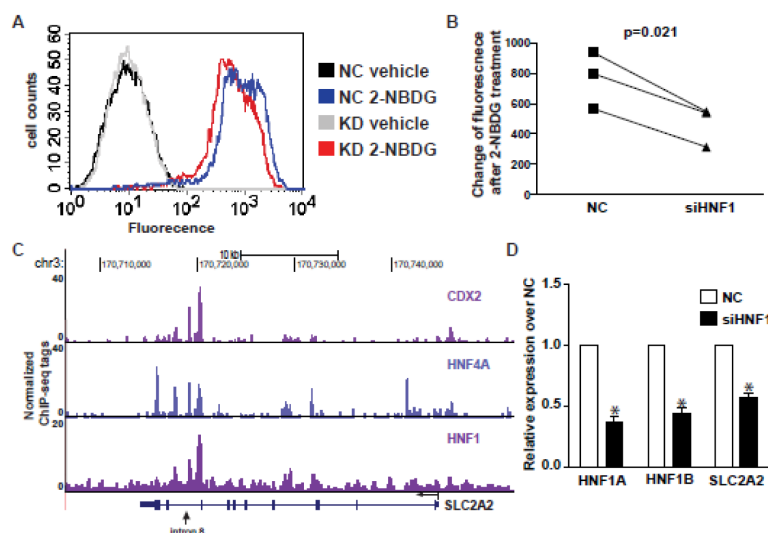 A
cell counts
60
50
40
30
20
10
0
10⁰
10¹
10²
10³
10⁴
Fluorecence
NC vehicle
NC 2-NBDG
KD vehicle
KD 2-NBDG
B
p=0.021
Change of fluorescnece
after 2-NBDG treatment
1000
800
600
400
200
0
NC
siHNF1
C
10 kb
chr3:
170,710,000
170,720,000
170,730,000
170,740,000
Normalized
ChIP-seq tags
40
0
CDX2
40
0
HNF4A
20
0
HNF1
SLC2A2
intron 8
D
Relative expression over NC
1.5
1.0
0.5
0.0
NC
siHNF1
*
*
*
HNF1A
HNF1B
SLC2A2